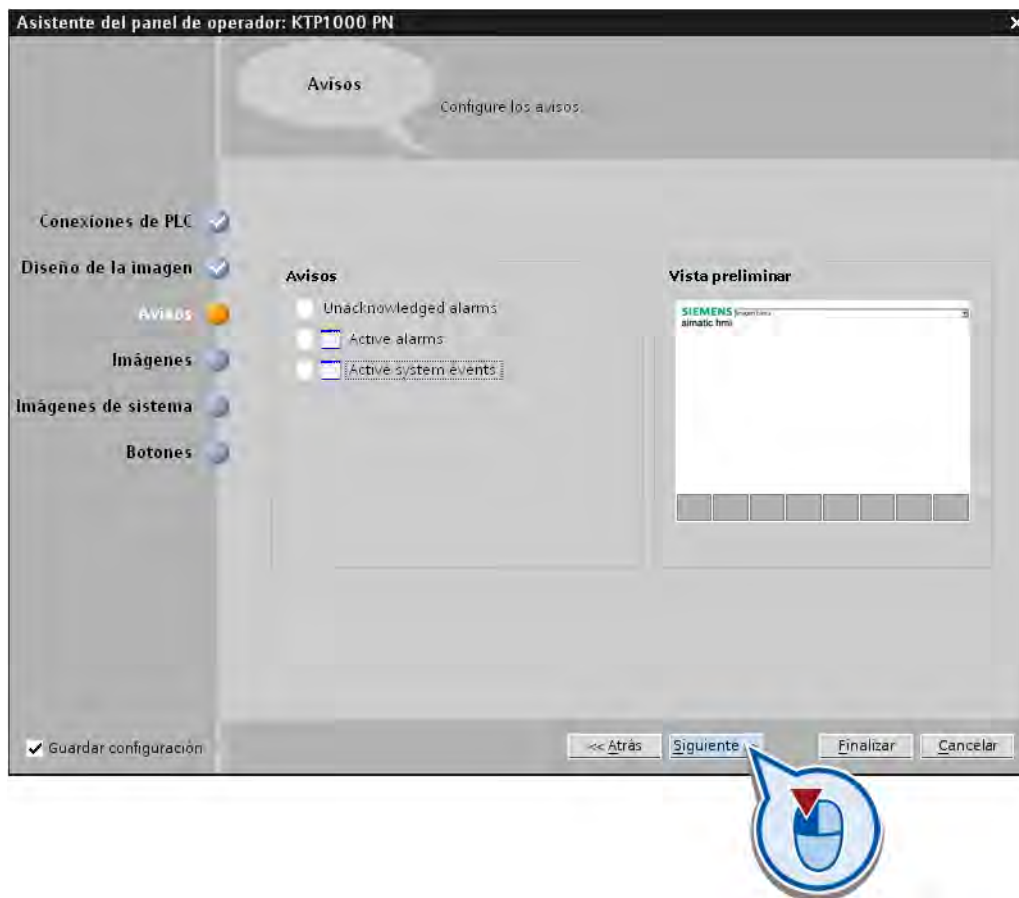 Asistente del panel de operador: KTP1000 PN
Avisos
Configure los avisos.
Conexiones de PLC
Diseño de la imagen
Avisos
Imágenes
Imágenes de sistema
Botones
Avisos
Unacknowledged alarms
Active alarms
Active system events
Vista preliminar
SIEMENS
simatic hmi
Guardar configuración
<< Atrás
Siguiente
Finalizar
Cancelar